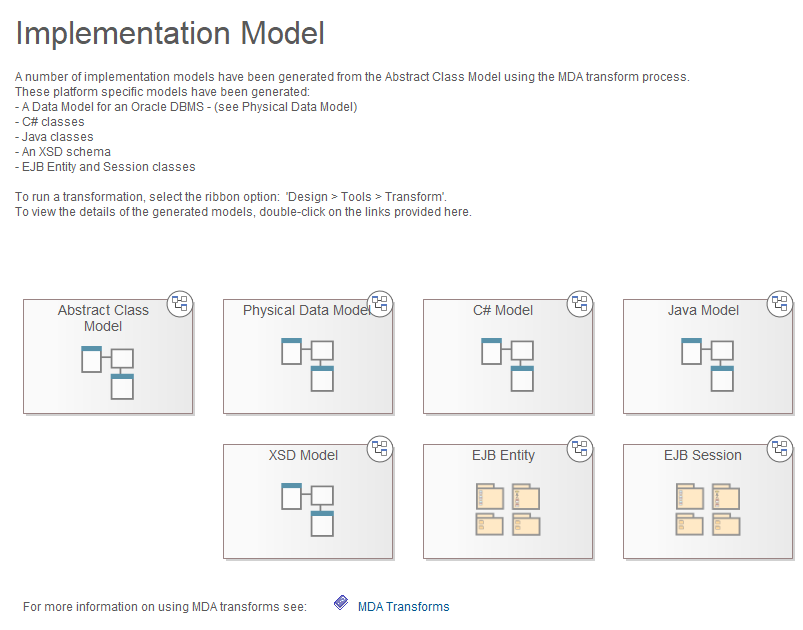 Implementation Model
A number of implementation models have been generated from the Abstract Class Model using the MDA transform process.
These platform specific models have been generated:
- A Data Model for an Oracle DBMS - (see Physical Data Model)
- C# classes
- Java classes
- An XSD schema
- EJB Entity and Session classes
To run a transformation, select the ribbon option:  'Design > Tools > Transform'.
To view the details of the generated models, double-click on the links provided here.
Abstract Class
Model
Physical Data Model
C# Model
Java Model
XSD Model
EJB Entity
EJB Session
For more information on using MDA transforms see:
MDA Transforms